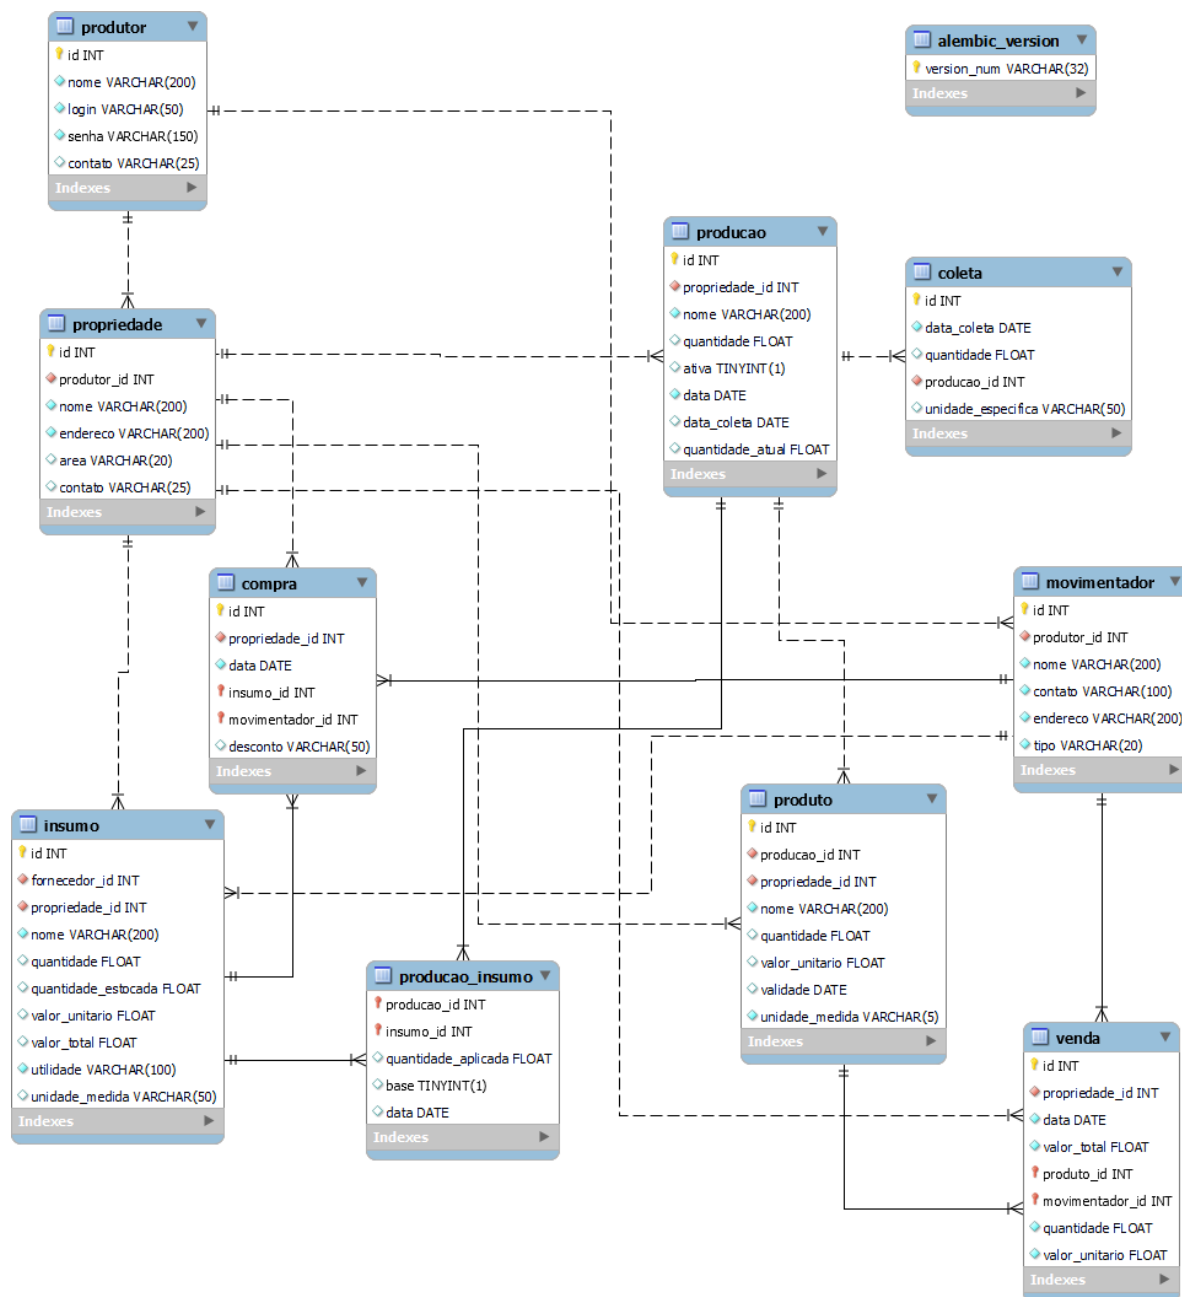 produtor
id INT
nome VARCHAR(200)
login VARCHAR(50)
senha VARCHAR(150)
contato VARCHAR(25)
Indexes
alembic_version
version_num VARCHAR(32)
Indexes
producao
id INT
propriedade_id INT
nome VARCHAR(200)
quantidade FLOAT
ativa TINYINT(1)
data DATE
data_coleta DATE
quantidade_atual FLOAT
Indexes
coleta
id INT
data_coleta DATE
quantidade FLOAT
producao_id INT
unidade_especifica VARCHAR(50)
Indexes
propriedade
id INT
produtor_id INT
nome VARCHAR(200)
endereco VARCHAR(200)
area VARCHAR(20)
contato VARCHAR(25)
Indexes
compra
id INT
propriedade_id INT
data DATE
insumo_id INT
movimentador_id INT
desconto VARCHAR(50)
Indexes
movimentador
id INT
produtor_id INT
nome VARCHAR(200)
contato VARCHAR(100)
endereco VARCHAR(200)
tipo VARCHAR(20)
Indexes
insumo
id INT
fornecedor_id INT
propriedade_id INT
nome VARCHAR(200)
quantidade FLOAT
quantidade_estocada FLOAT
valor_unitario FLOAT
valor_total FLOAT
utilidade VARCHAR(100)
unidade_medida VARCHAR(50)
Indexes
produto
id INT
producao_id INT
propriedade_id INT
nome VARCHAR(200)
quantidade FLOAT
valor_unitario FLOAT
validade DATE
unidade_medida VARCHAR(5)
Indexes
producao_insumo
producao_id INT
insumo_id INT
quantidade_aplicada FLOAT
base TINYINT(1)
data DATE
Indexes
venda
id INT
propriedade_id INT
data DATE
valor_total FLOAT
produto_id INT
movimentador_id INT
quantidade FLOAT
valor_unitario FLOAT
Indexes